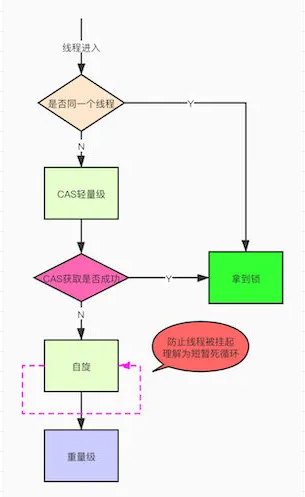 线程进入
是否同一个线程
Y
N
CAS轻量级
CAS获取是否成功
Y
拿到锁
N
防止线程被挂起
理解为短暂死循环
自旋
重量级